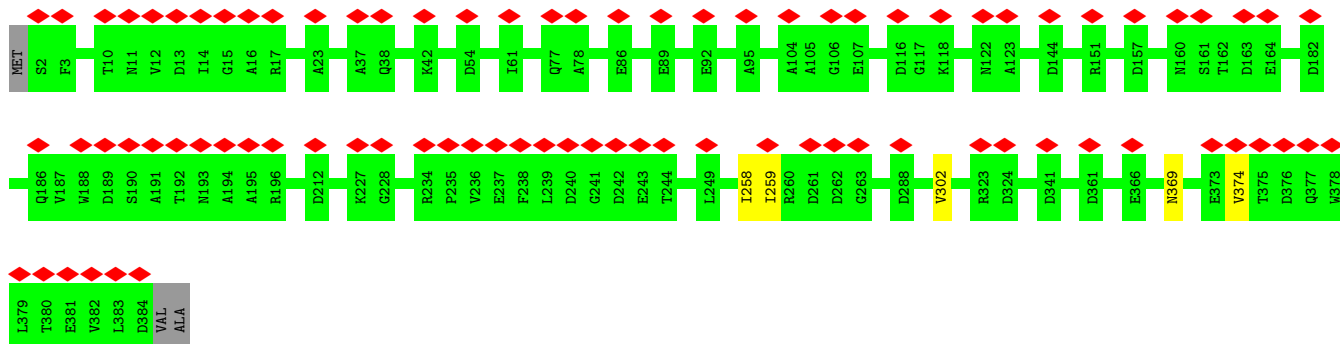 MET S2 F3 T10 N11 V12 D13 I14 G15 A16 R17 A23 A37 Q38 K42 D54 I61 Q77 A78 E86 E89 E92 A95 A104 A105 G106 E107 D116 G117 K118 N122 A123 D144 R151 D157 N160 S161 T162 D163 E164 D182
Q186 V187 W188 D189 S190 A191 T192 N193 A194 A195 R196 D212 K227 G228 R234 P235 V236 E237 F238 L239 D240 G241 D242 E243 T244 L249 I258 I259 R260 D261 D262 G263 D288 V302 R323 D324 D341 D361 E366 N369 E373 V374 T375 D376 Q377 W378
L379 T380 E381 V382 L383 D384 VAL ALA